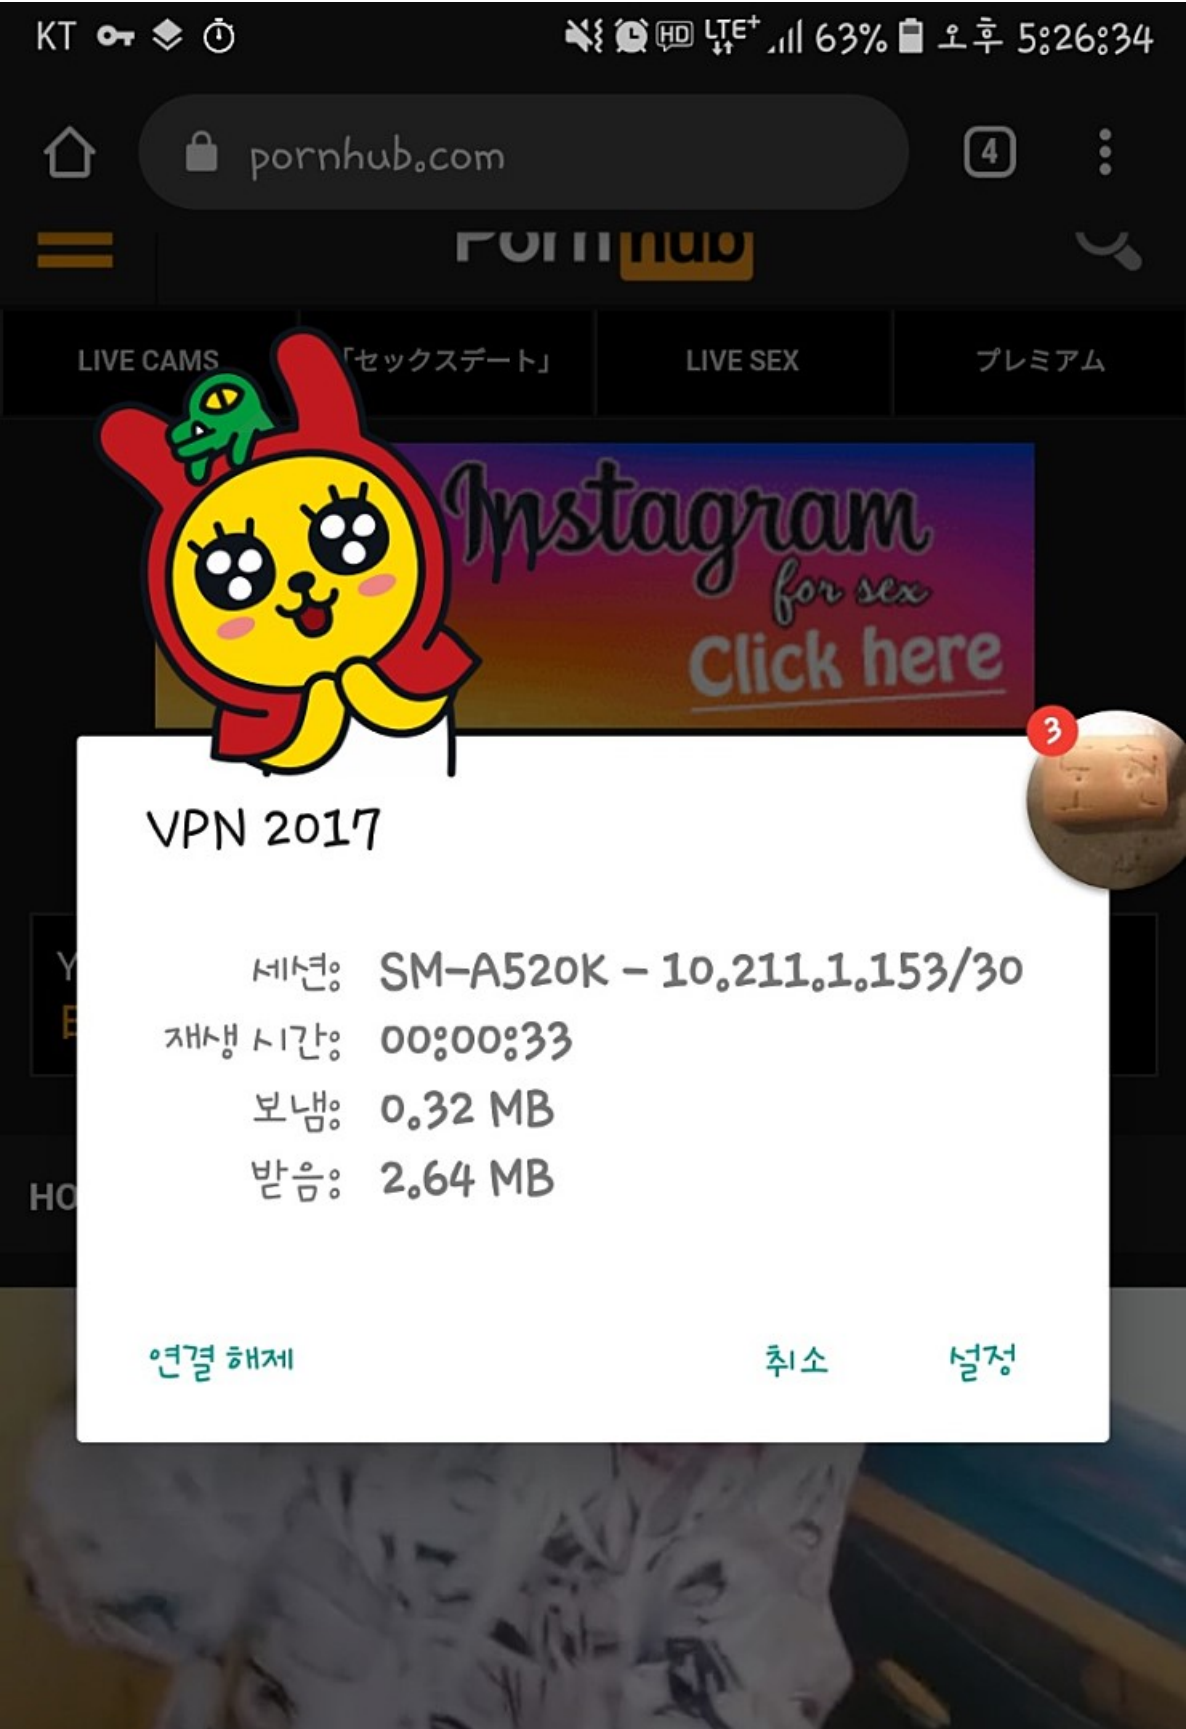 KT 63% 오후 5:26:34
pornhub.com 4
Pornhub
LIVE CAMS 「セックスデート」 LIVE SEX プレミアム
Instagram
for sex
Click here
3
VPN 2017
세션: SM-A520K - 10.211.1.153/30
재생 시간: 00:00:33
보냄: 0.32 MB
받음: 2.64 MB
연결 해제 취소 설정